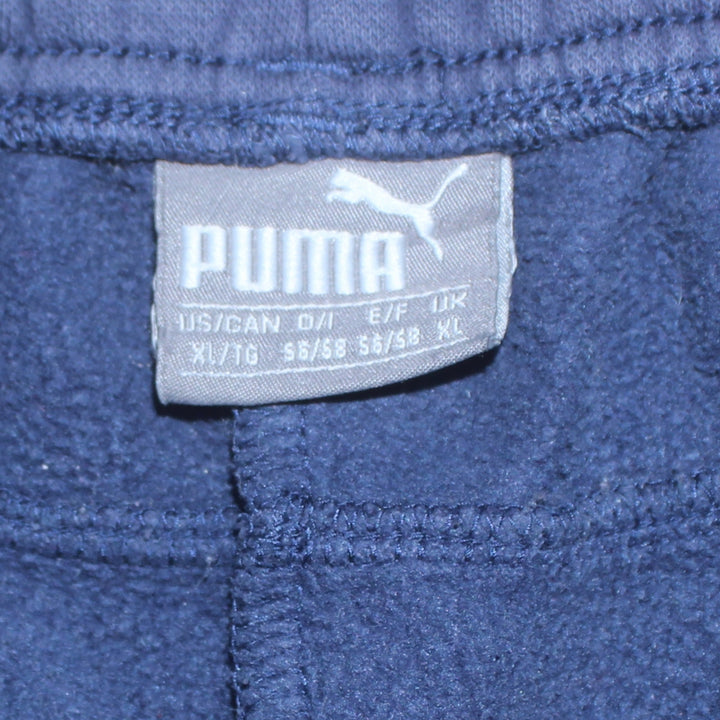 PUMA
US/CAN D/I E/F UK
XL/TG 56/58 56/58 XL